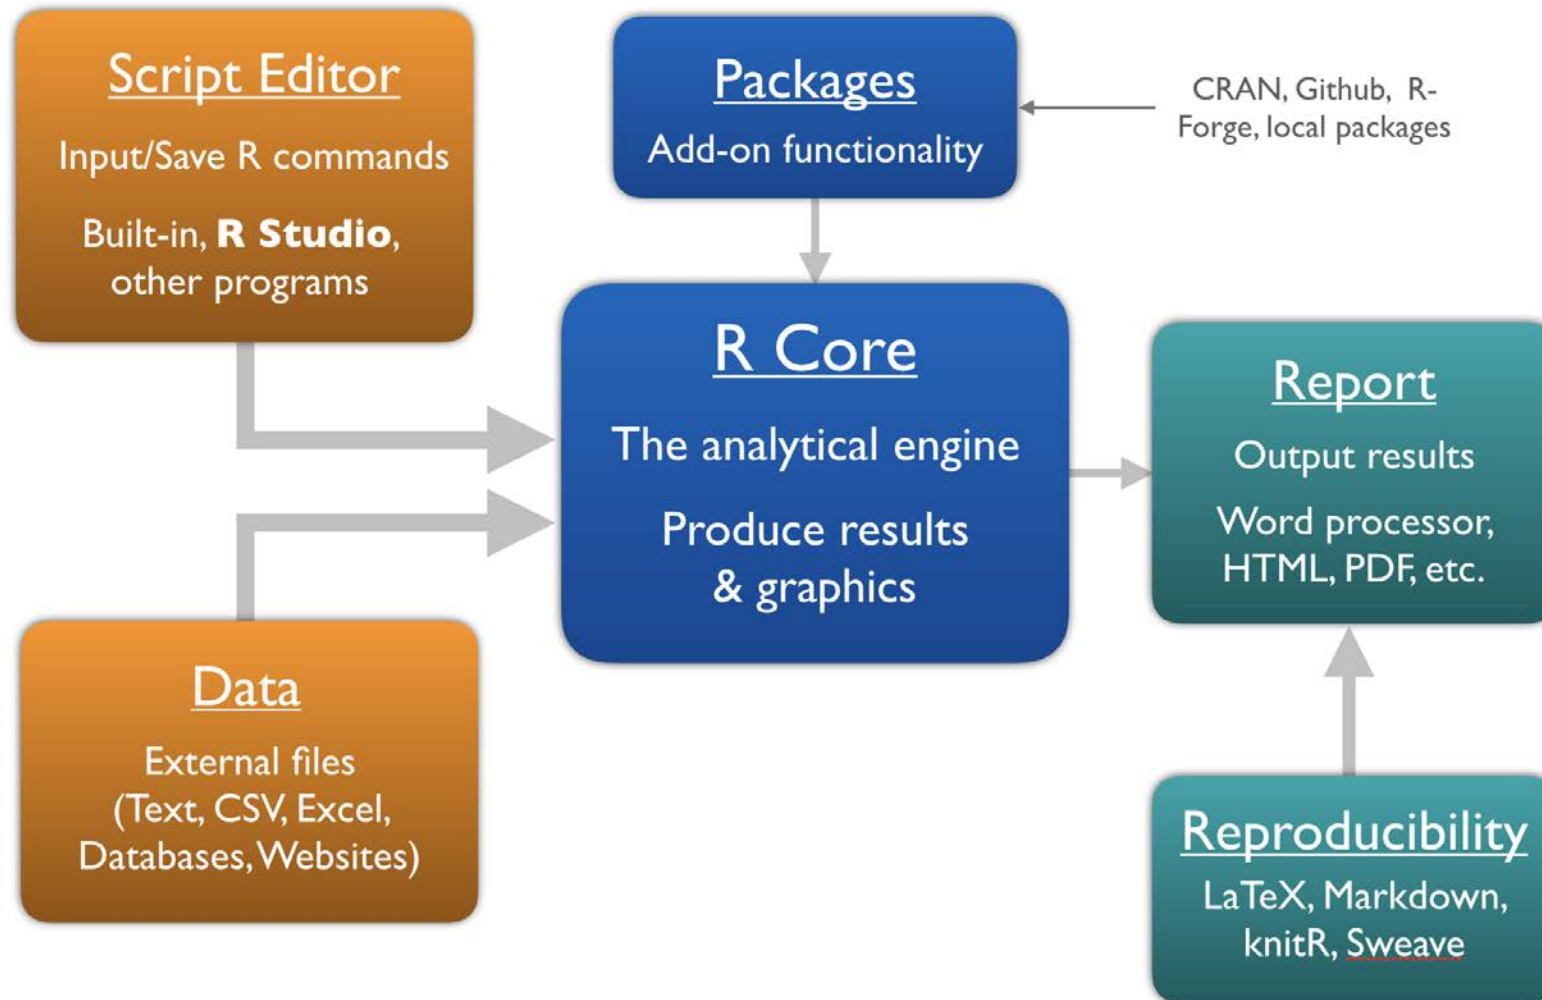 Script Editor
Input/Save R commands
Built-in, R Studio,
other programs
Packages
Add-on functionality
CRAN, Github, R-
Forge, local packages
R Core
The analytical engine
Produce results
& graphics
Report
Output results
Word processor,
HTML, PDF, etc.
Data
External files
(Text, CSV, Excel,
Databases, Websites)
Reproducibility
LaTeX, Markdown,
knitR, Sweave